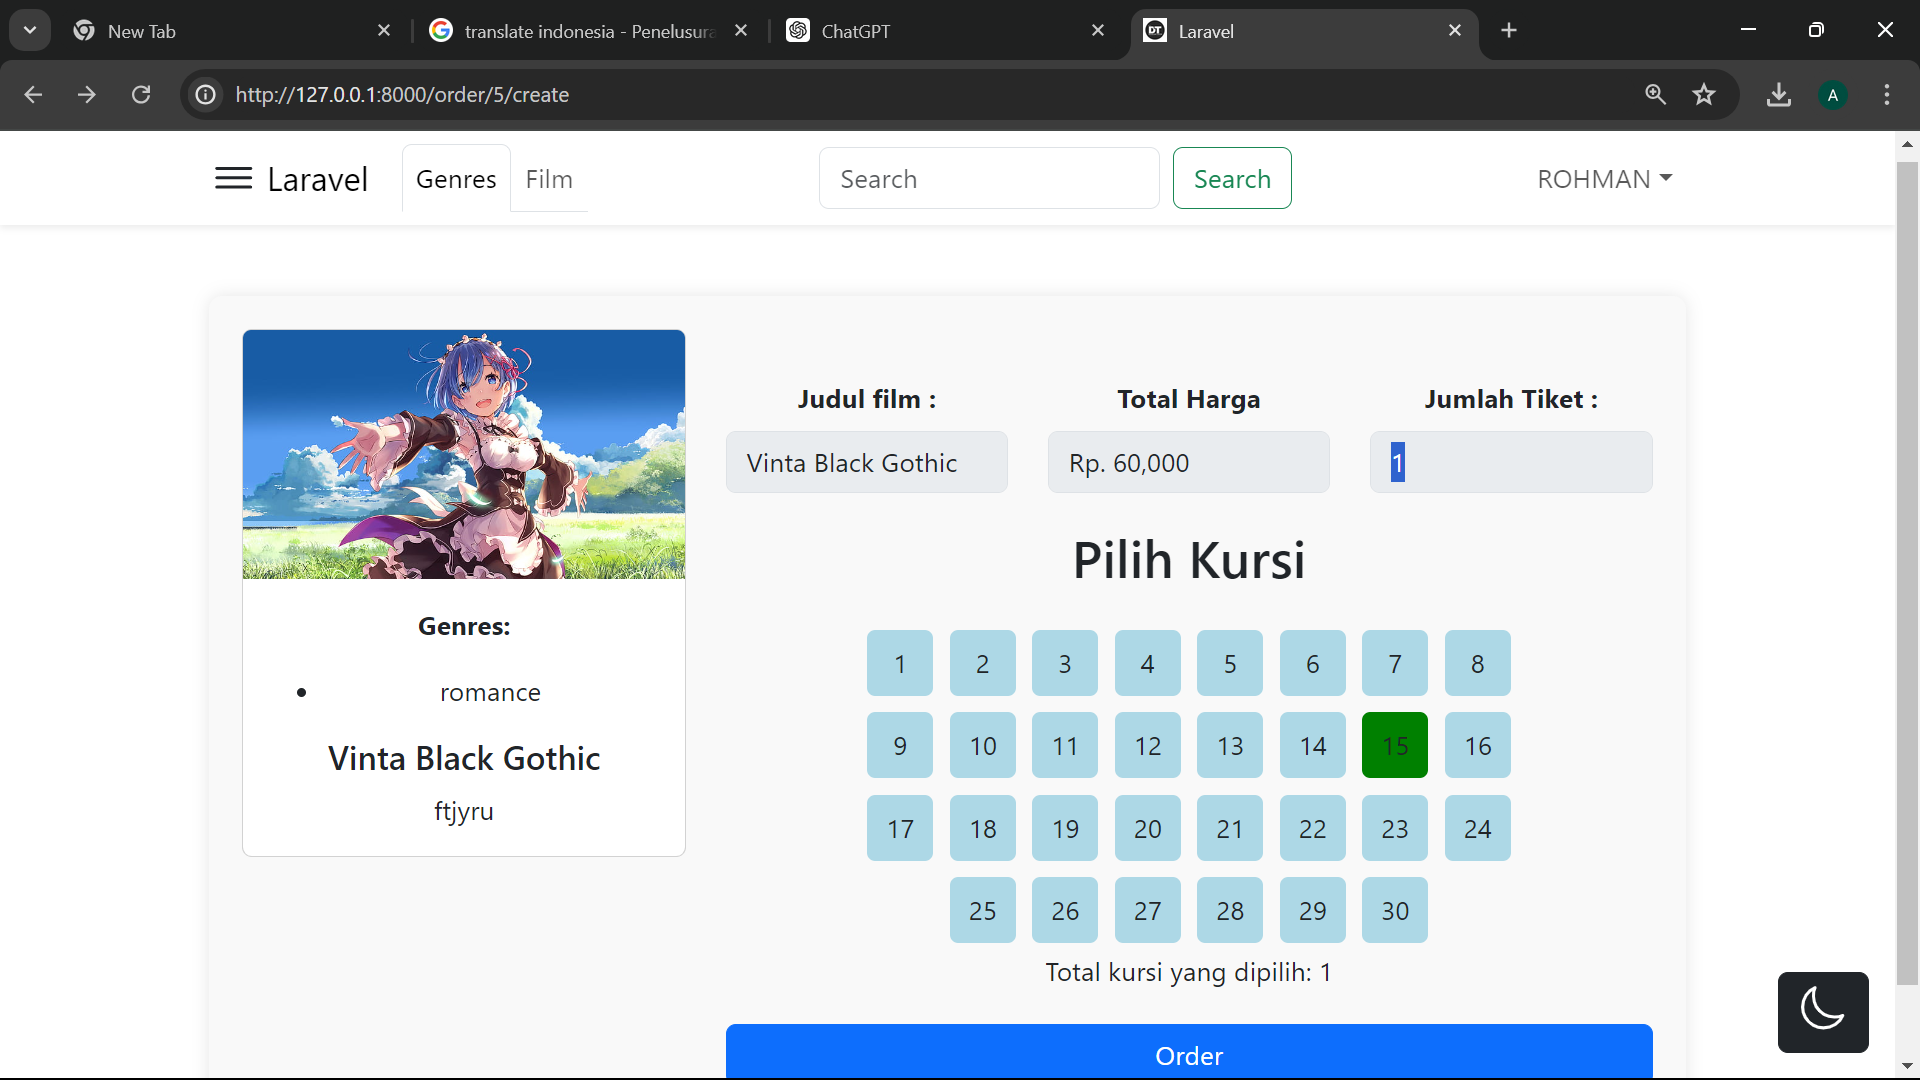 New Tab
translate indonesia - Penelusura
ChatGPT
Laravel
http://127.0.0.1:8000/order/5/create
A
Laravel
Genres
Film
Search
Search
ROHMAN
Judul film :
Total Harga
Jumlah Tiket :
Vinta Black Gothic
Rp. 60,000
1
Pilih Kursi
1 2 3 4 5 6 7 8
9 10 11 12 13 14 15 16
17 18 19 20 21 22 23 24
25 26 27 28 29 30
Total kursi yang dipilih: 1
Order
Genres:
romance
Vinta Black Gothic
ftjyru